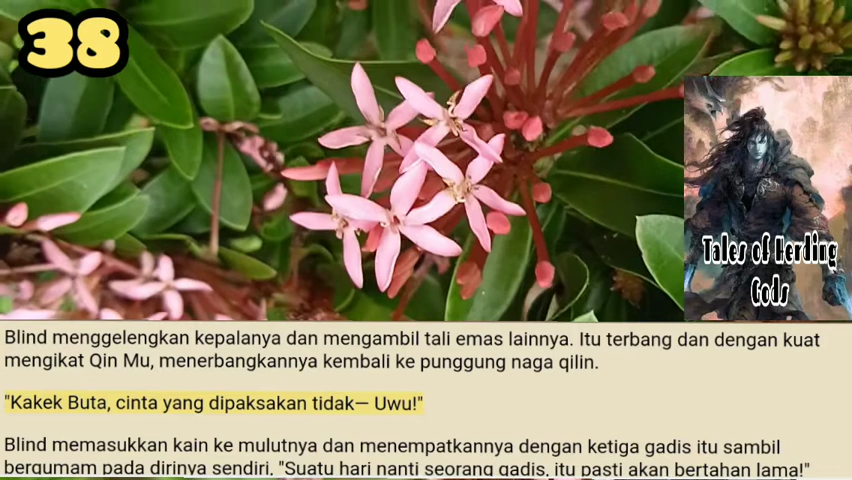 38
Tales of Herding
Gods
Blind menggelengkan kepalanya dan mengambil tali emas lainnya. Itu terbang dan dengan kuat
mengikat Qin Mu, menerbangkannya kembali ke punggung naga qilin.
"Kakek Buta, cinta yang dipaksakan tidak— Uwu!"
Blind memasukkan kain ke mulutnya dan menempatkannya dengan ketiga gadis itu sambil
bergumam pada dirinya sendiri. "Suatu hari nanti seorang gadis, itu pasti akan bertahan lama!"